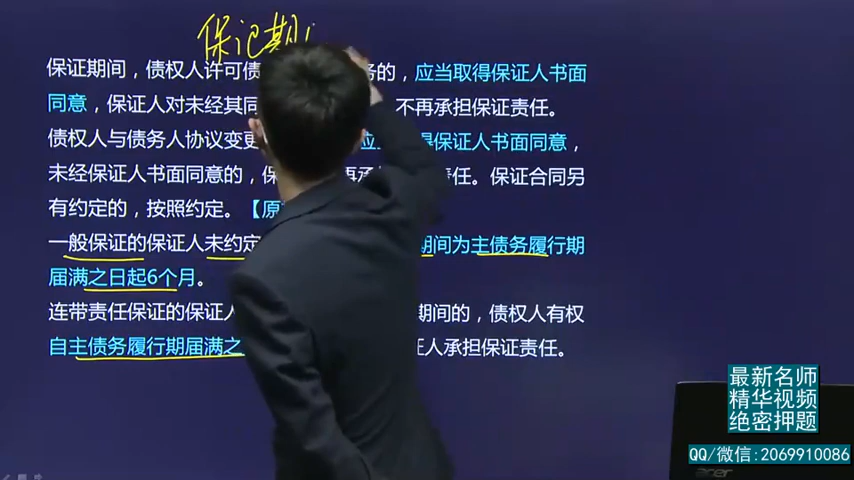 保证期
保证期间，债权人许可债 务的，应当取得保证人书面
同意，保证人对未经其同 不再承担保证责任。
债权人与债务人协议变更 应 得保证人书面同意，
未经保证人书面同意的，保 再承 责任。保证合同另
有约定的，按照约定。【原
一般保证的保证人未约定 期间为主债务履行期
届满之日起6个月。
连带责任保证的保证人 期间的，债权人有权
自主债务履行期届满之 证人承担保证责任。
最新名师
精华视频
绝密押题
QQ/微信:2069910086
acer